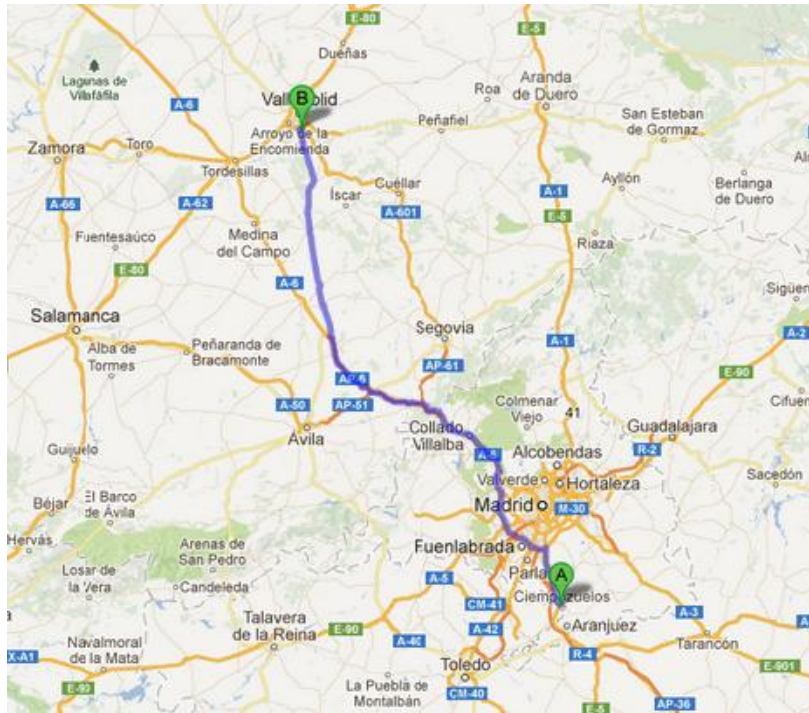 E-80
E-5
Dueñas
Lagunas de
Villafáfila
A-6
Roa
Aranda
de Duero
B
Peñafiel
San Esteban
de Gormaz
Arroyo de la
Encomienda
Zamora
Toro
Tordesillas
Cuéllar
Íscar
Ayllón
Berlanga
de Duero
A-1
A-66
A-62
A-601
E-5
Medina
del Campo
Fuentesaúco
Riaza
E-80
A-6
Salamanca
Segovia
A-1
A-2
Alba de
Tormes
Peñaranda de
Bracamonte
AP-61
E-90
AP-6
A-50
AP-51
Colmenar
Viejo
41
Ávila
Collado
Villalba
Guadalajara
Guijuelo
Alcobendas
R-2
Valverde
Hortaleza
Sacedón
Béjar
El Barco
de Ávila
Madrid
M-30
Hervás
Arenas de
San Pedro
Fuenlabrada
Losar de
la Vera
Candeleda
A-5
A
CM-41
Ciempozuelos
A-3
Talavera
de la Reina
E-90
A-42
Aranjuez
Tarancón
Navalmoral
de la Mata
A-40
X-A1
R-4
Toledo
E-901
La Puebla de
Montalbán
CM-40
E-5
AP-36